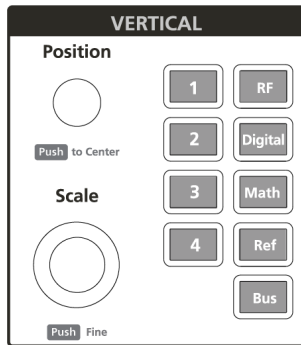 VERTICAL
Position
Push to Center
Scale
Push Fine
1
RF
2
Digital
3
Math
4
Ref
Bus